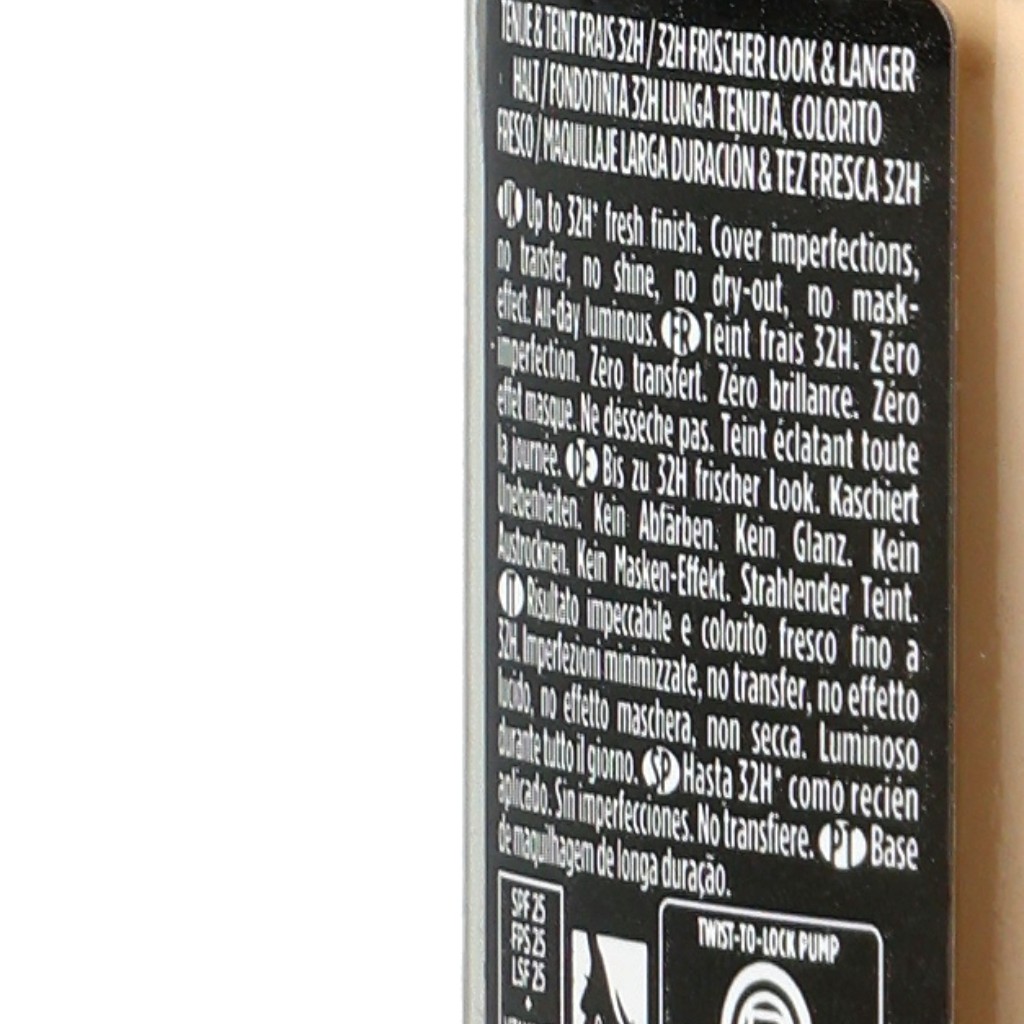 TENUE & TEINT FRAIS 32H / 32H FRISCHER LOOK & LANGER
HALT / FONDOTINTA 32H LUNGA TENUTA, COLORITO
FRESCO / MAQUILLAJE LARGA DURACIÓN & TEZ FRESCA 32H
UK Up to 32H* fresh finish. Cover imperfections,
no transfer, no shine, no dry-out, no mask-
effect. All-day luminous. FR Teint frais 32H. Zéro
imperfection. Zéro transfert. Zéro brillance. Zéro
effet masque. Ne dessèche pas. Teint éclatant toute
la journée. DE Bis zu 32H frischer Look. Kaschiert
Unebenheiten. Kein Abfärben. Kein Glanz. Kein
Austrocknen. Kein Masken-Effekt. Strahlender Teint.
IT Risultato impeccabile e colorito fresco fino a
32H. Imperfezioni minimizzate, no transfer, no effetto
lucido, no effetto maschera, non secca. Luminoso
durante tutto il giorno. SP Hasta 32H* como recién
aplicado. Sin imperfecciones. No transfiere. PT Base
de maquilhagem de longa duração.
SPF 25
FPS 25
LSF 25
TWIST-TO-LOCK PUMP